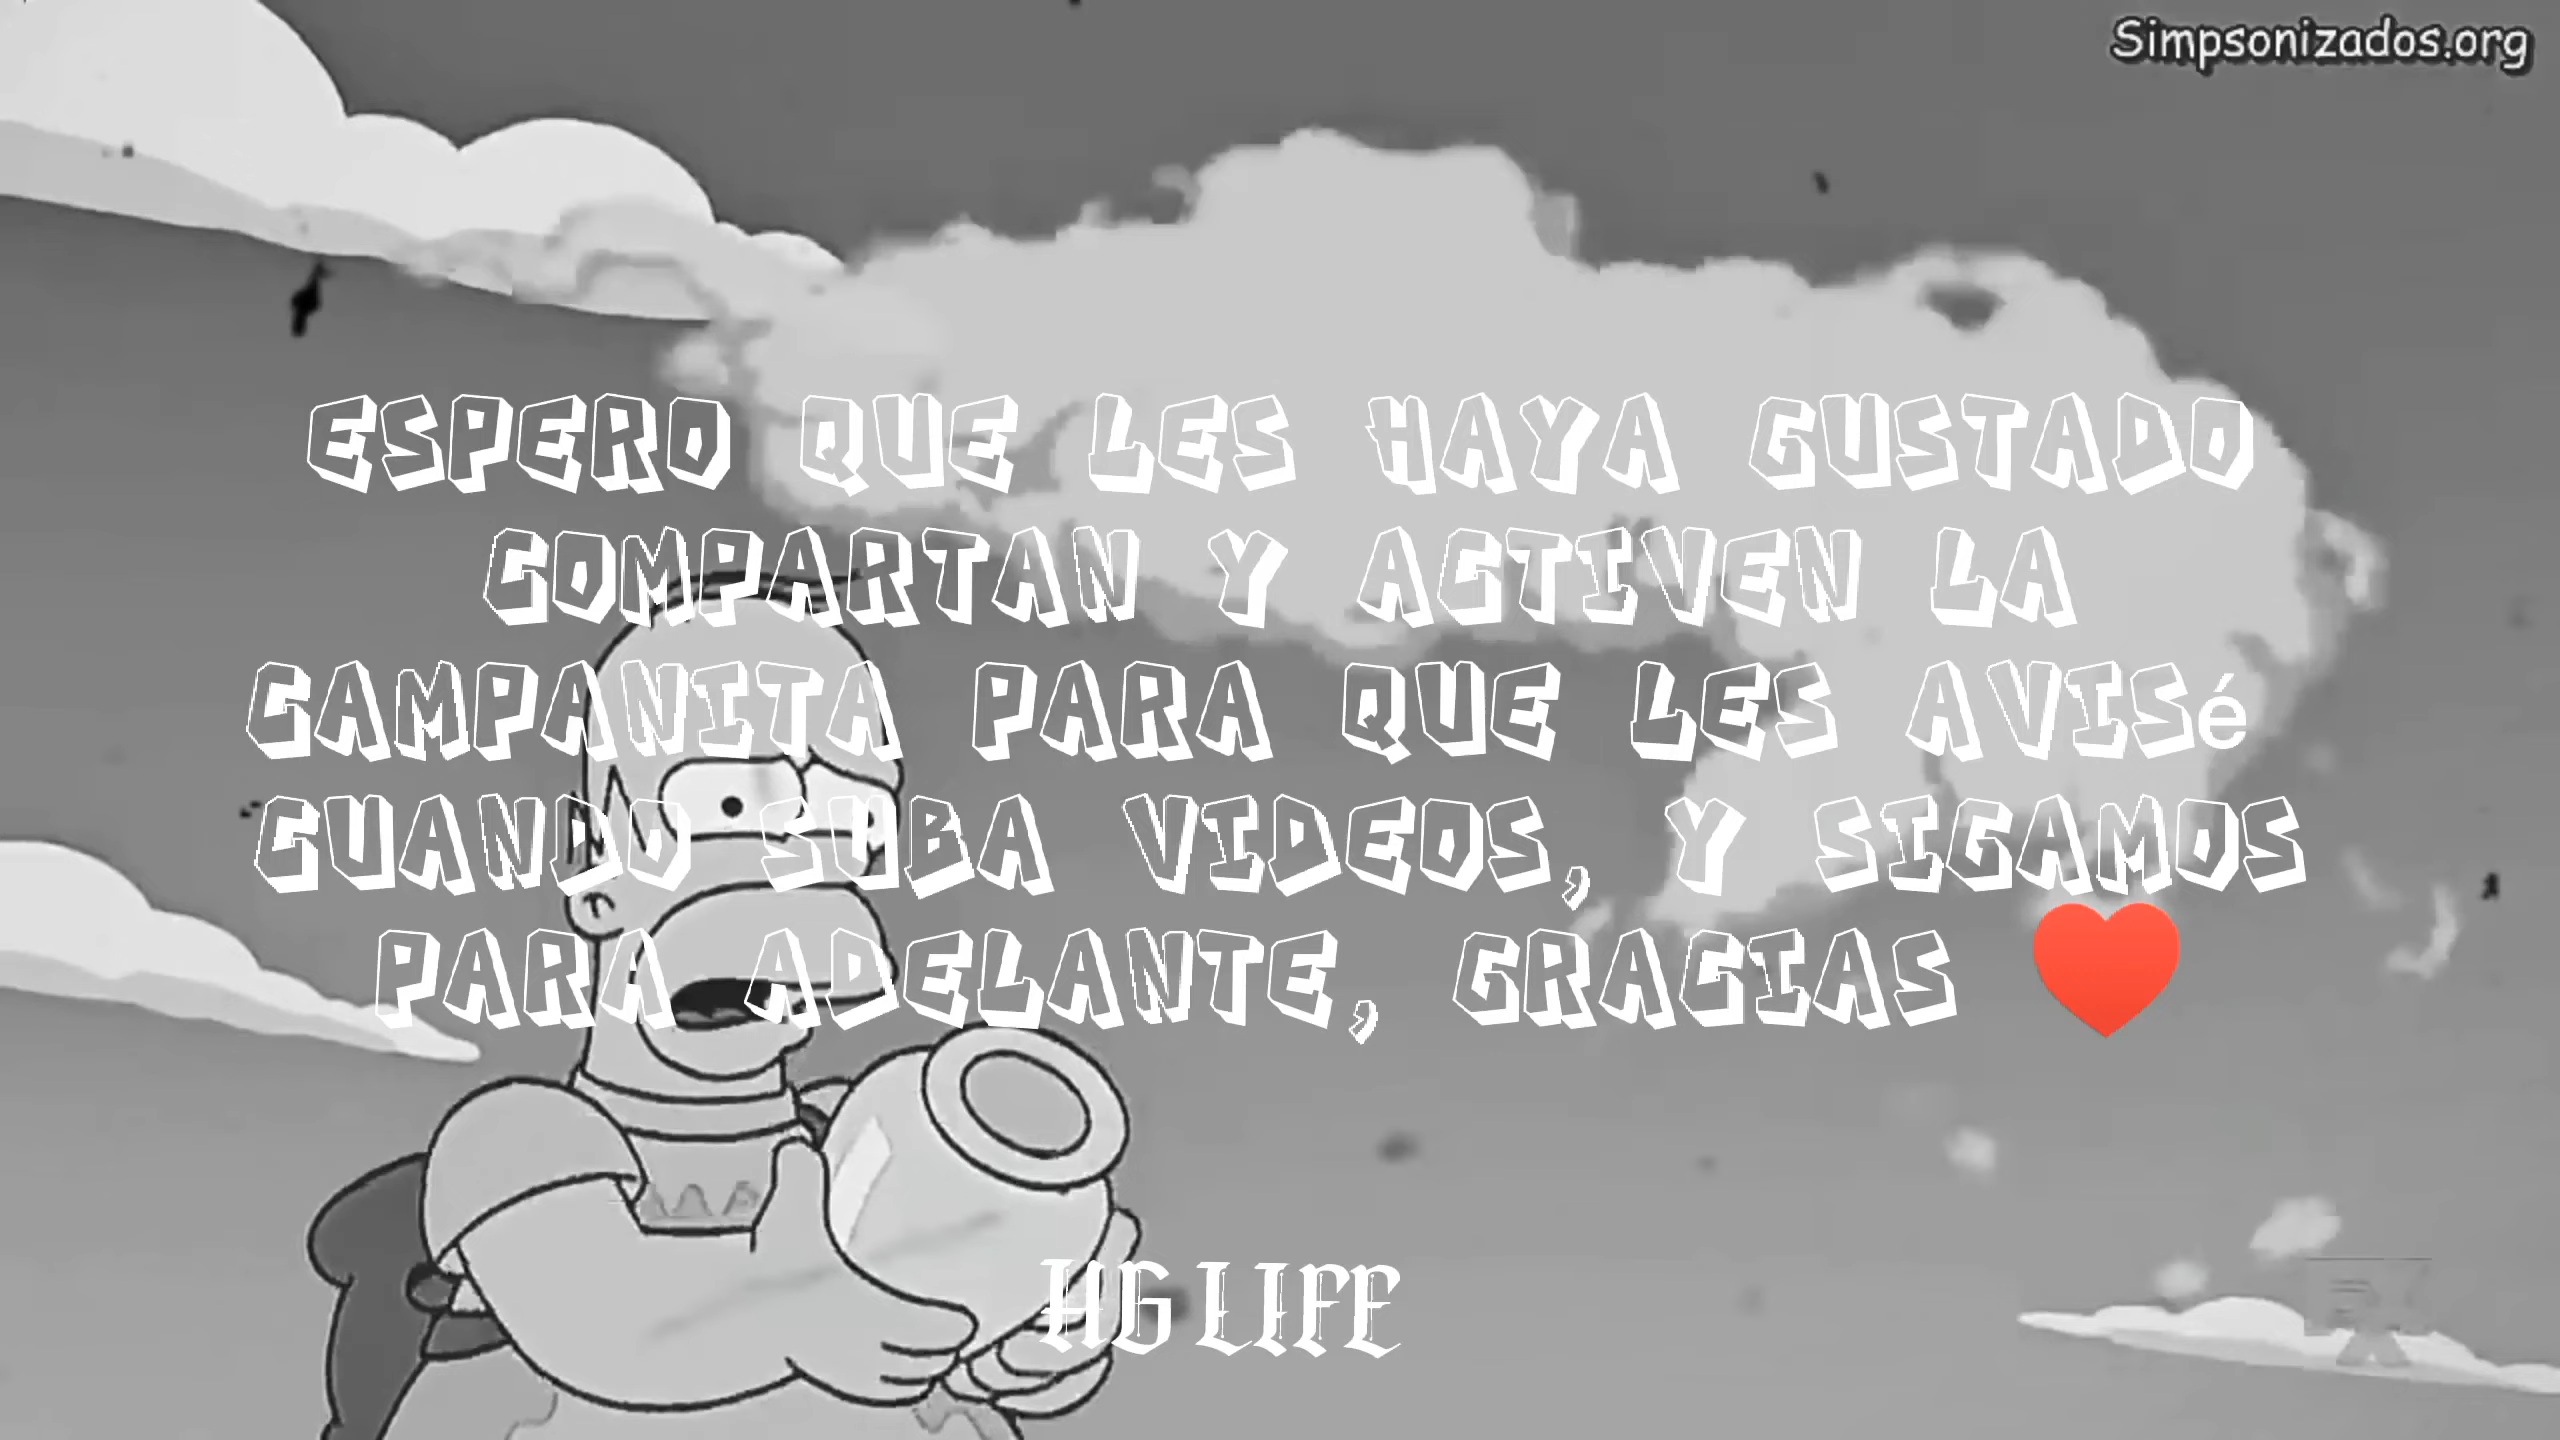 Simpsonizados.org
ESPERO QUE LES HAYA GUSTADO
COMPARTAN Y ACTIVEN LA
CAMPANITA PARA QUE LES AVISé
CUANDO SUBA VIDEOS, Y SIGAMOS
PARA ADELANTE, GRACIAS ♥
HG LIFE